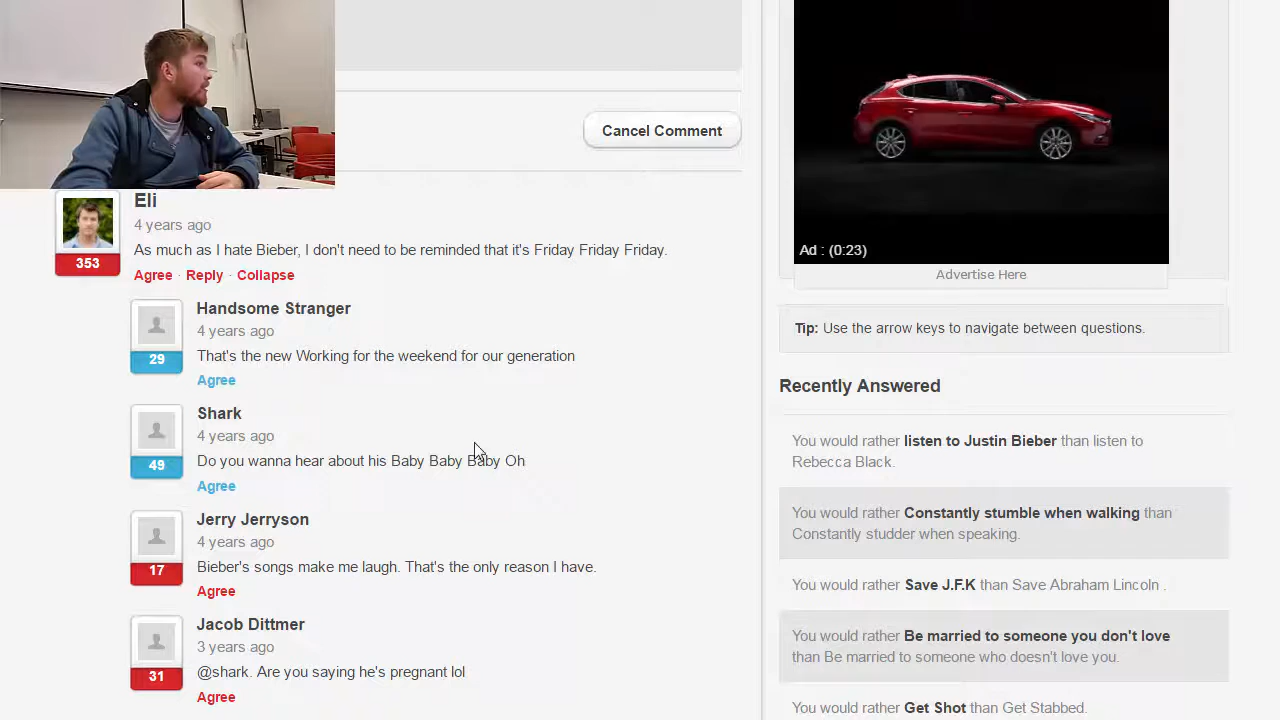 Cancel Comment
Eli
4 years ago
353
As much as I hate Bieber, I don't need to be reminded that it's Friday Friday Friday.
Agree · Reply · Collapse
Handsome Stranger
4 years ago
29
That's the new Working for the weekend for our generation
Agree
Shark
4 years ago
49
Do you wanna hear about his Baby Baby Baby Oh
Agree
Jerry Jerryson
4 years ago
17
Bieber's songs make me laugh. That's the only reason I have.
Agree
Jacob Dittmer
3 years ago
31
@shark. Are you saying he's pregnant lol
Agree
Ad : (0:23)
Advertise Here
Tip: Use the arrow keys to navigate between questions.
Recently Answered
You would rather listen to Justin Bieber than listen to
Rebecca Black.
You would rather Constantly stumble when walking than
Constantly studder when speaking.
You would rather Save J.F.K than Save Abraham Lincoln .
You would rather Be married to someone you don't love
than Be married to someone who doesn't love you.
You would rather Get Shot than Get Stabbed.